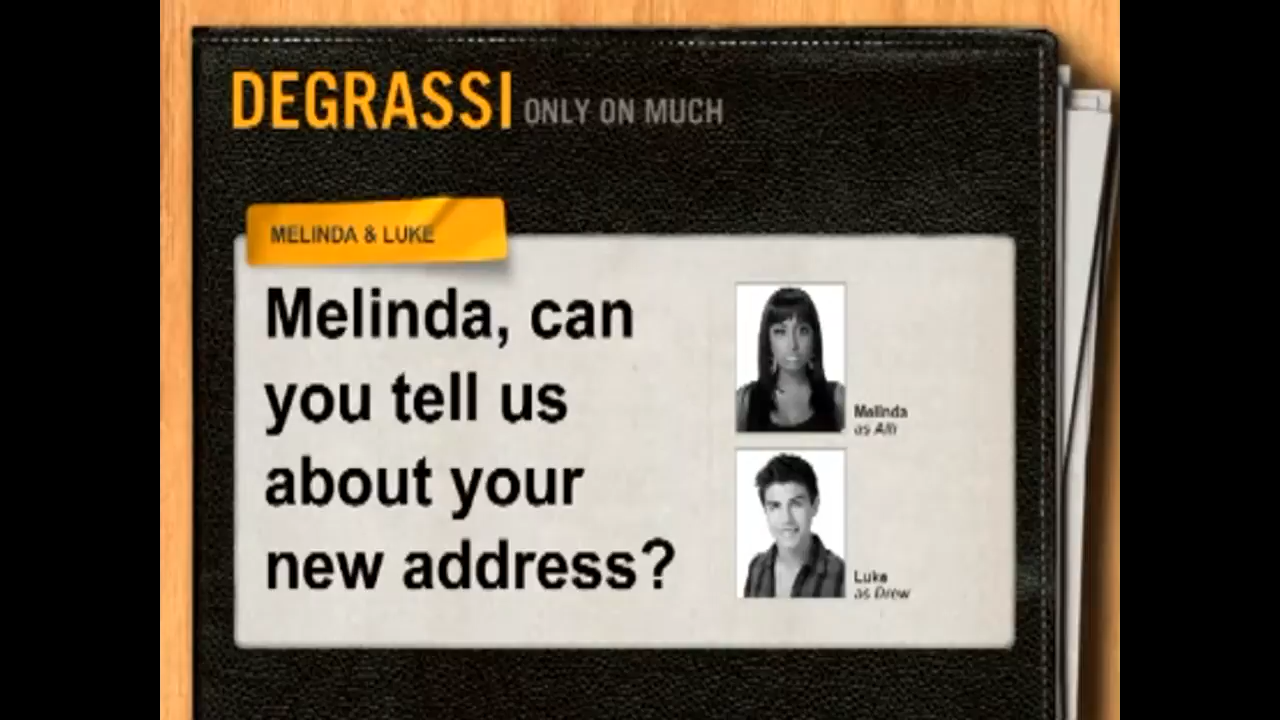 DEGRASSI ONLY ON MUCH
MELINDA & LUKE
Melinda, can
you tell us
about your
new address?
Melinda
as Alli
Luke
as Drew